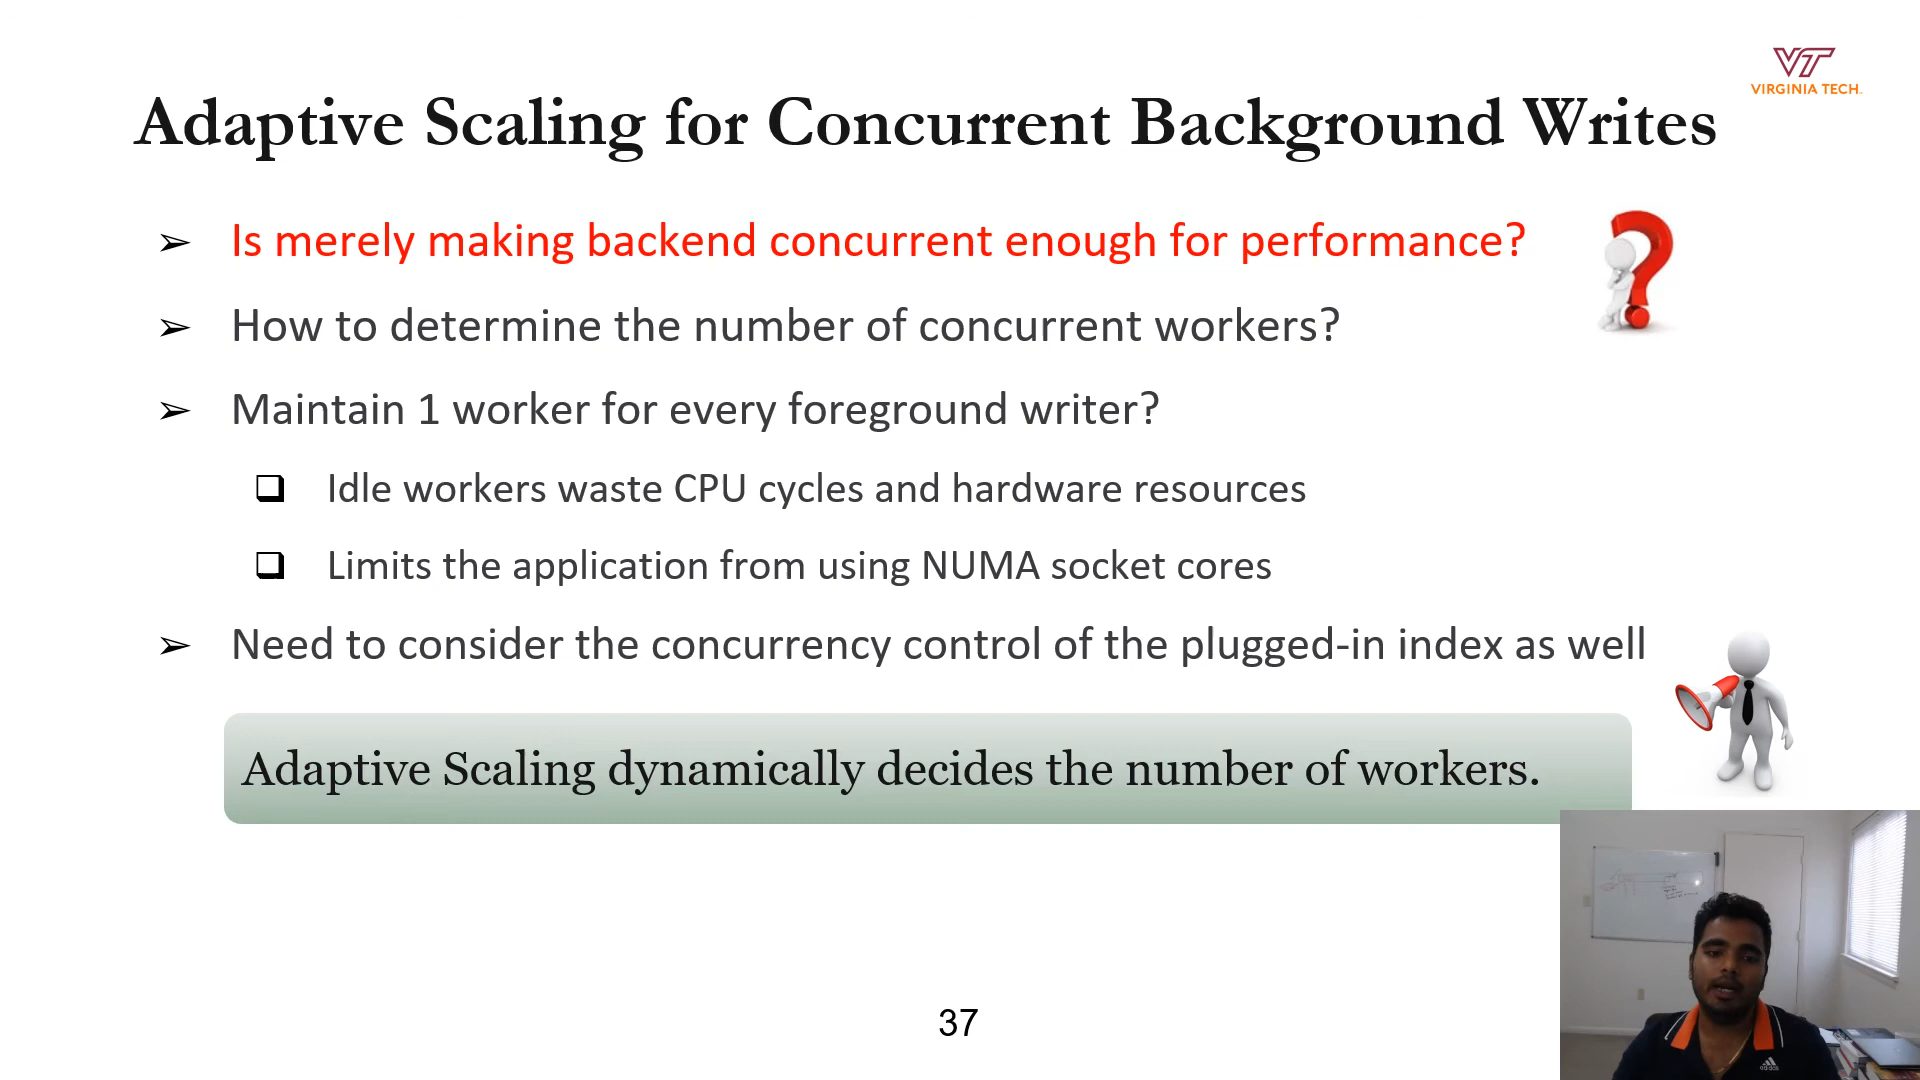 VIRGINIA TECH
Adaptive Scaling for Concurrent Background Writes
➢ Is merely making backend concurrent enough for performance?
➢ How to determine the number of concurrent workers?
➢ Maintain 1 worker for every foreground writer?
❑ Idle workers waste CPU cycles and hardware resources
❑ Limits the application from using NUMA socket cores
➢ Need to consider the concurrency control of the plugged-in index as well
Adaptive Scaling dynamically decides the number of workers.
adidas
37